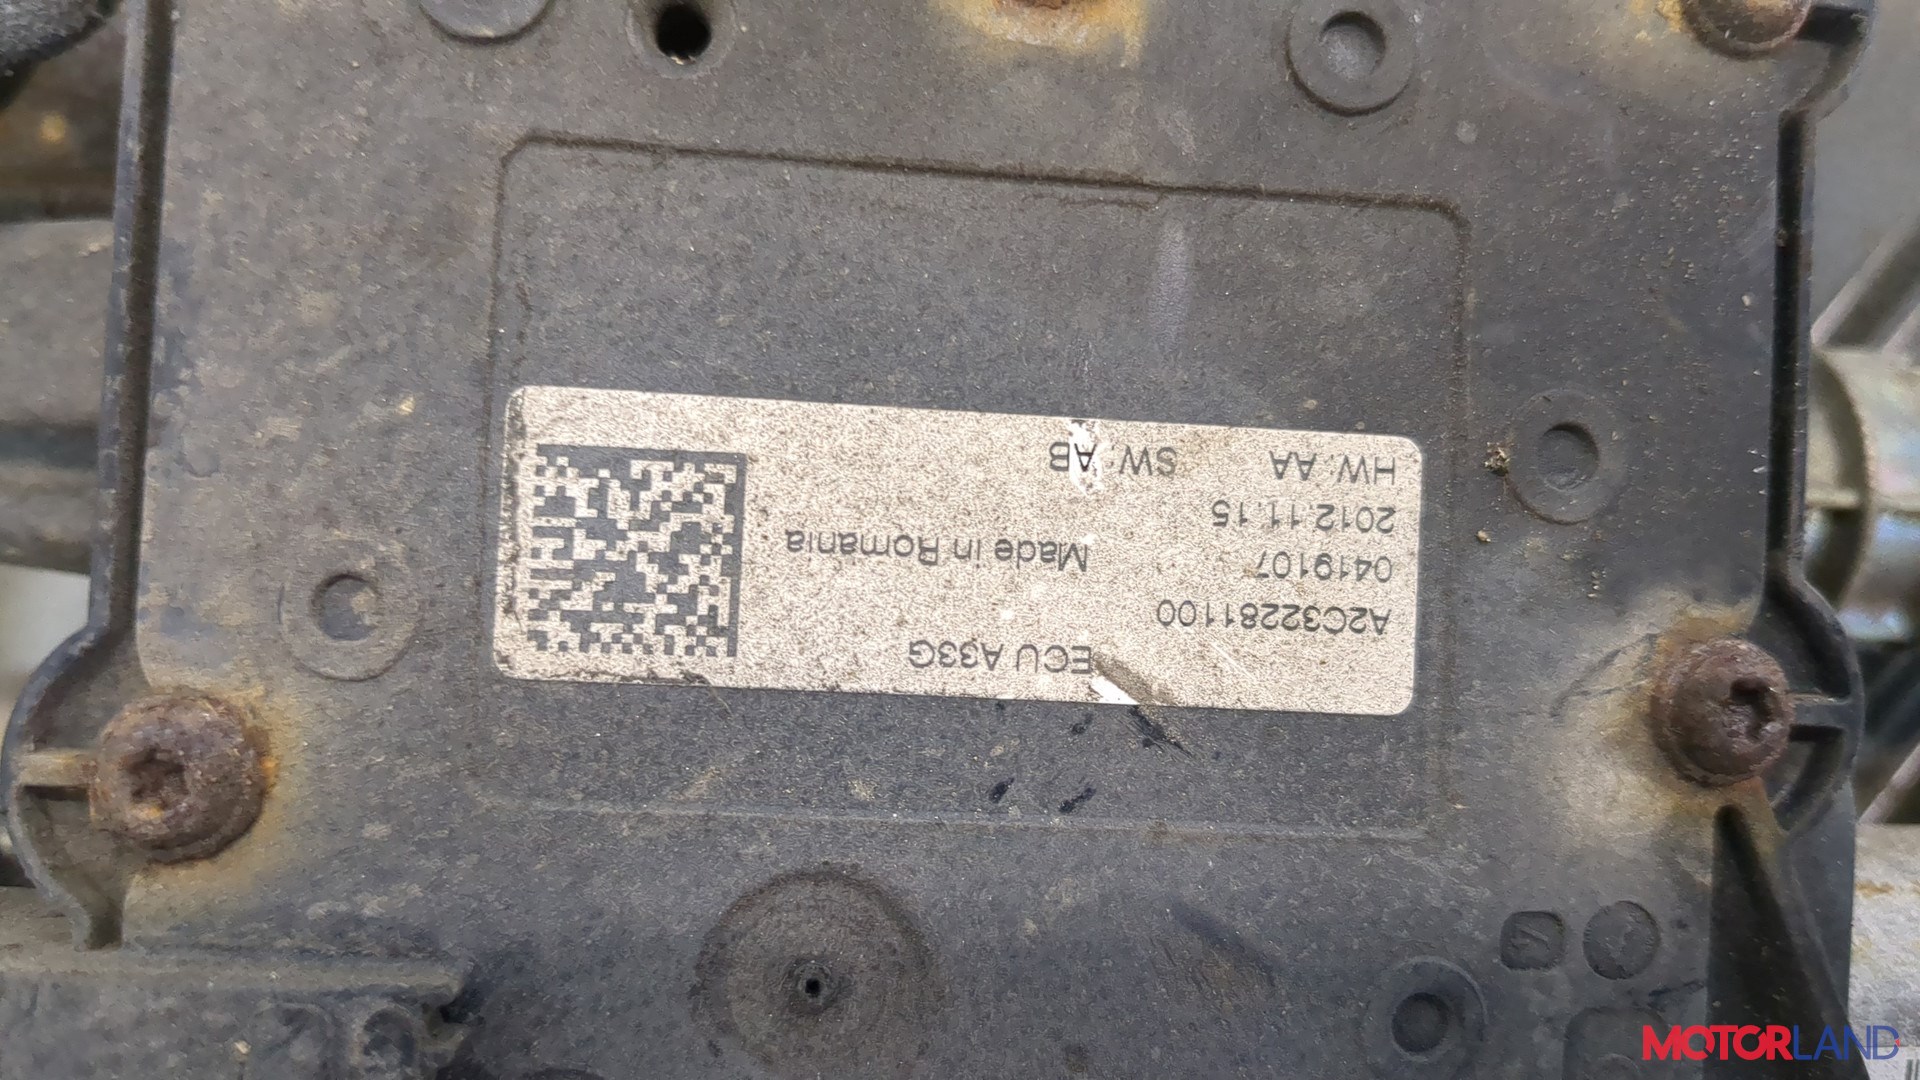 ECU A33G
A2C32281100
0419107 Made in Romania
2012.11.15
HW: AA SW: AB
MOTORLAND